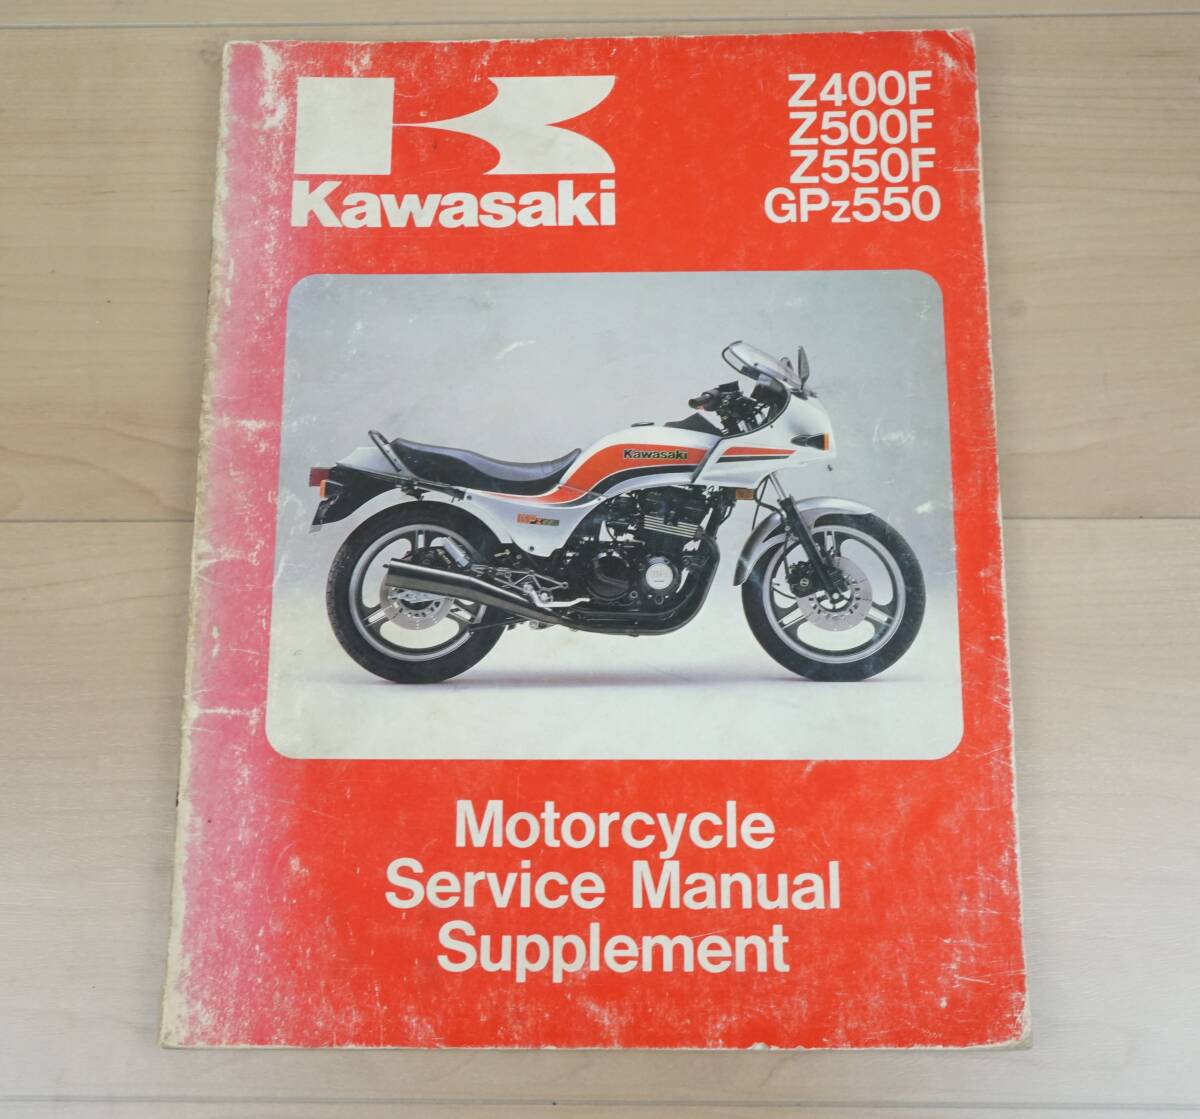 Kawasaki
Z400F
Z500F
Z550F
GPz550
Kawasaki
Motorcycle
Service Manual
Supplement